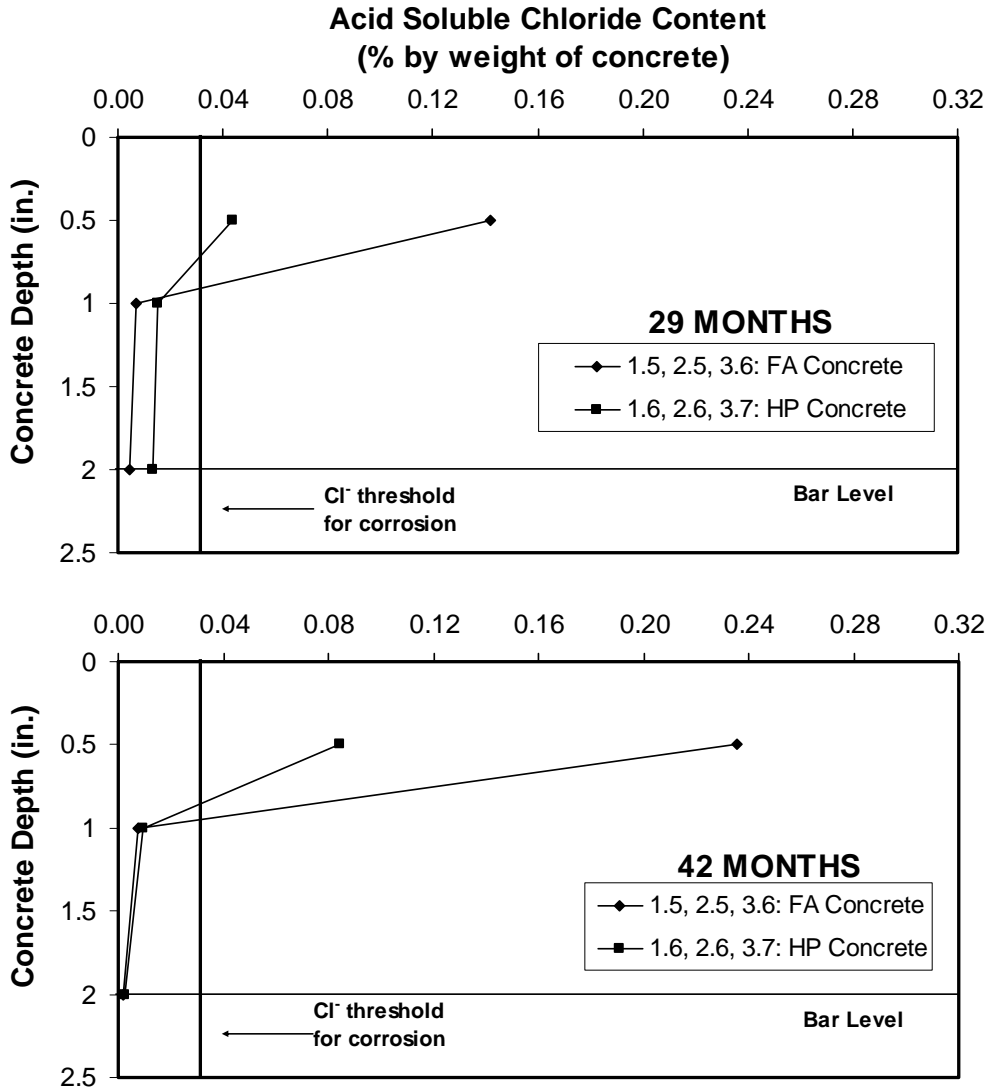 Acid Soluble Chloride Content
(% by weight of concrete)
0.00 0.04 0.08 0.12 0.16 0.20 0.24 0.28 0.32
Concrete Depth (in.)
0
0.5
1
1.5
2
2.5
29 MONTHS
1.5, 2.5, 3.6: FA Concrete
1.6, 2.6, 3.7: HP Concrete
Cl⁻ threshold
for corrosion
Bar Level
0.00 0.04 0.08 0.12 0.16 0.20 0.24 0.28 0.32
Concrete Depth (in.)
0
0.5
1
1.5
2
2.5
42 MONTHS
1.5, 2.5, 3.6: FA Concrete
1.6, 2.6, 3.7: HP Concrete
Cl⁻ threshold
for corrosion
Bar Level